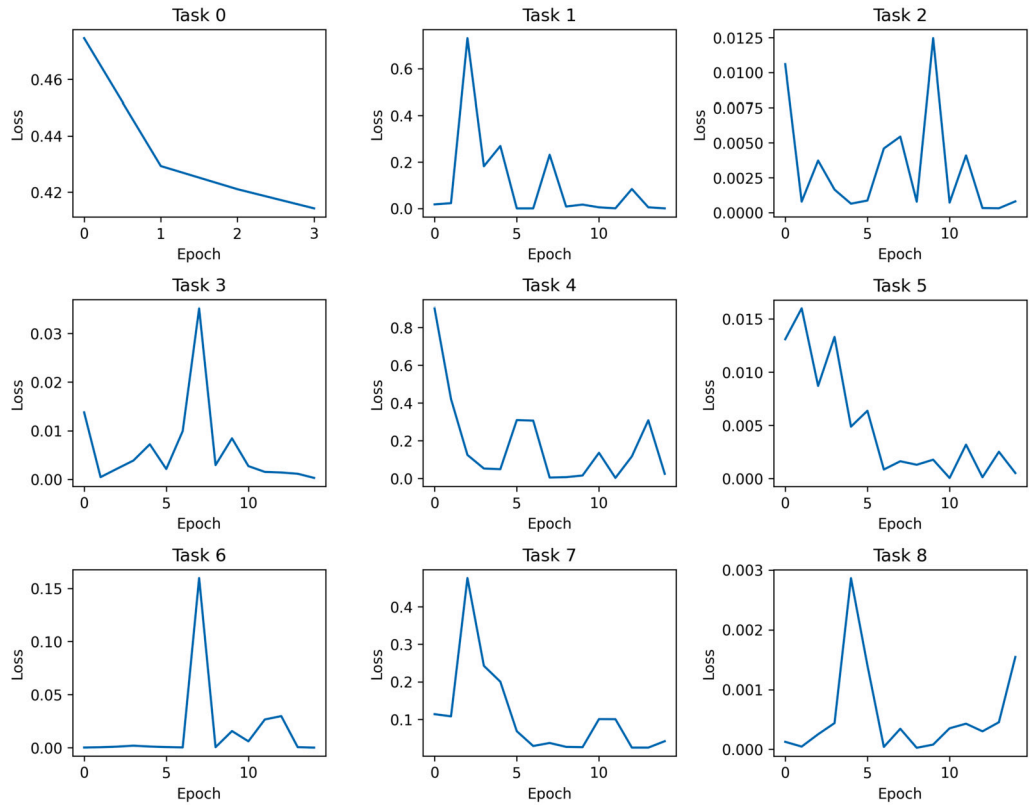 Task 0
Loss
0.46
0.44
0.42
0 1 2 3
Epoch
Task 1
Loss
0.6
0.4
0.2
0.0
0 5 10
Epoch
Task 2
Loss
0.0125
0.0100
0.0075
0.0050
0.0025
0.0000
0 5 10
Epoch
Task 3
Loss
0.03
0.02
0.01
0.00
0 5 10
Epoch
Task 4
Loss
0.8
0.6
0.4
0.2
0.0
0 5 10
Epoch
Task 5
Loss
0.015
0.010
0.005
0.000
0 5 10
Epoch
Task 6
Loss
0.15
0.10
0.05
0.00
0 5 10
Epoch
Task 7
Loss
0.4
0.3
0.2
0.1
0 5 10
Epoch
Task 8
Loss
0.003
0.002
0.001
0.000
0 5 10
Epoch